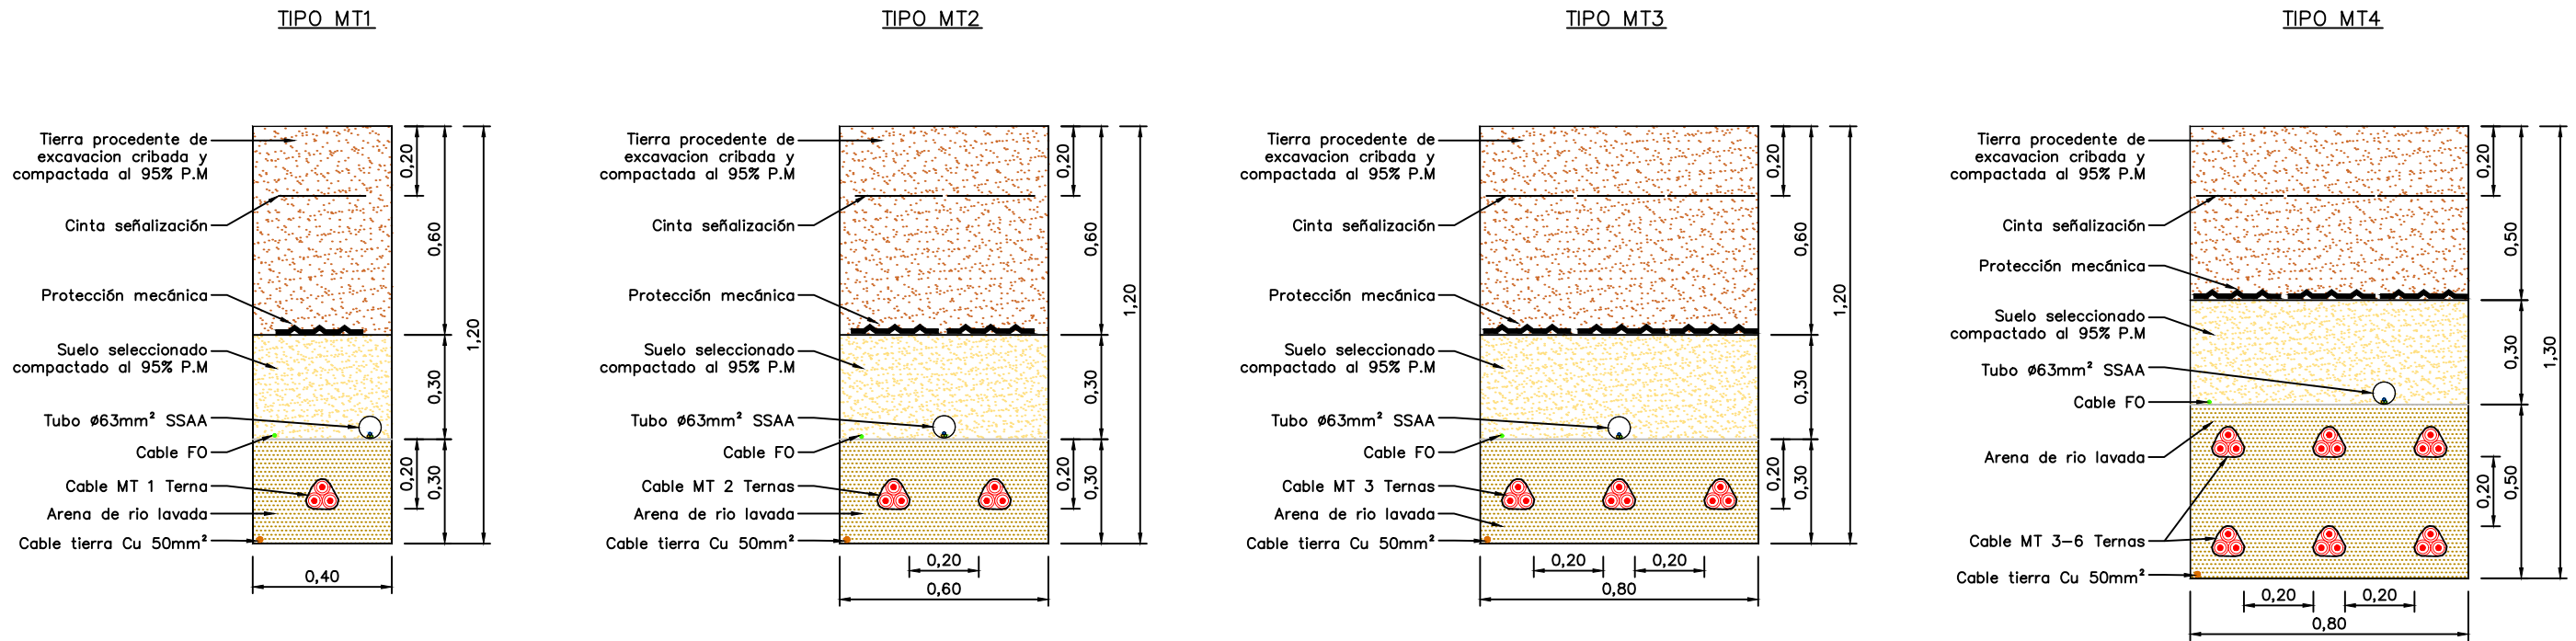 TIPO MT1
Tierra procedente de
excavacion cribada y
compactada al 95% P.M
Cinta señalización
Protección mecánica
Suelo seleccionado
compactado al 95% P.M
Tubo ø63mm² SSAA
Cable FO
Cable MT 1 Terna
Arena de rio lavada
Cable tierra Cu 50mm²
0,20
0,60
1,20
0,30
0,20
0,30
0,40
TIPO MT2
Tierra procedente de
excavacion cribada y
compactada al 95% P.M
Cinta señalización
Protección mecánica
Suelo seleccionado
compactado al 95% P.M
Tubo ø63mm² SSAA
Cable FO
Cable MT 2 Ternas
Arena de rio lavada
Cable tierra Cu 50mm²
0,20
0,60
1,20
0,30
0,20
0,30
0,20
0,60
TIPO MT3
Tierra procedente de
excavacion cribada y
compactada al 95% P.M
Cinta señalización
Protección mecánica
Suelo seleccionado
compactado al 95% P.M
Tubo ø63mm² SSAA
Cable FO
Cable MT 3 Ternas
Arena de rio lavada
Cable tierra Cu 50mm²
0,20
0,60
1,20
0,30
0,20
0,30
0,20
0,20
0,80
TIPO MT4
Tierra procedente de
excavacion cribada y
compactada al 95% P.M
Cinta señalización
Protección mecánica
Suelo seleccionado
compactado al 95% P.M
Tubo ø63mm² SSAA
Cable FO
Arena de rio lavada
Cable MT 3-6 Ternas
Cable tierra Cu 50mm²
0,20
0,50
0,30
1,30
0,20
0,50
0,20
0,20
0,80